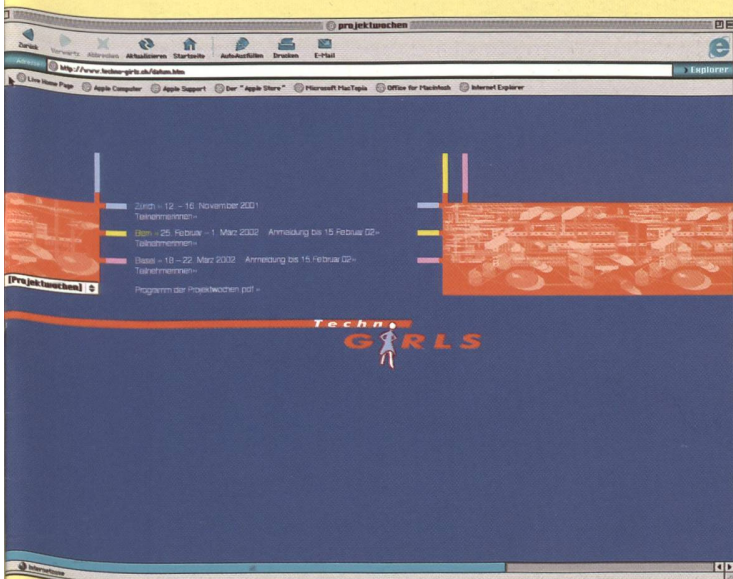 projektwochen
Zurück Vorwärts Abbrechen Aktualisieren Startseite AutoAusfüllen Drucken E-Mail
Adresse http://www.techno-girls.ch/datum.htm Explorer
Live Home Page Apple Computer Apple Support Der "Apple Store" Microsoft MacTopia Office for Macintosh Internet Explorer
Zürich » 12. – 16. November 2001
Teilnehmerinnen »
Bern » 25. Februar – 1. März 2002 Anmeldung bis 15.Februar 02»
Teilnehmerinnen »
Basel » 18 – 22. März 2002 Anmeldung bis 15.Februar 02»
Teilnehmerinnen »
[Projektwochen]
Programm der Projektwochen pdf »
Techno
GIRLS
Internetzone